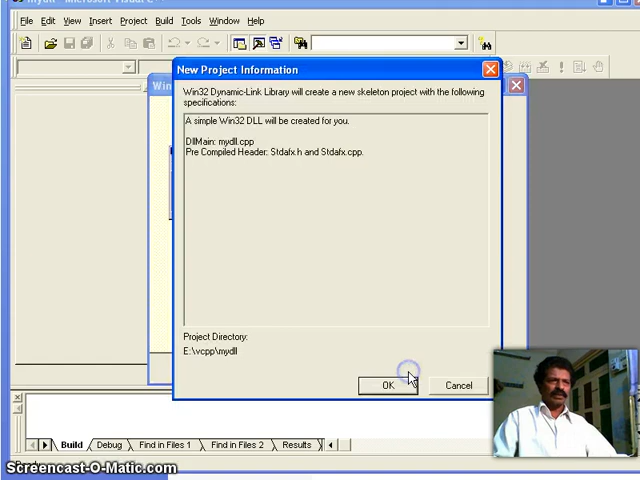 File Edit View Insert Project Build Tools Window Help
New Project Information
Win32 Dynamic-Link Library will create a new skeleton project with the following
specifications:
A simple Win32 DLL will be created for you.
DllMain: mydll.cpp
Pre Compiled Header: Stdafx.h and Stdafx.cpp.
Project Directory:
E:\vcpp\mydll
OK Cancel
Build Debug Find in Files 1 Find in Files 2 Results
Screencast-O-Matic.com